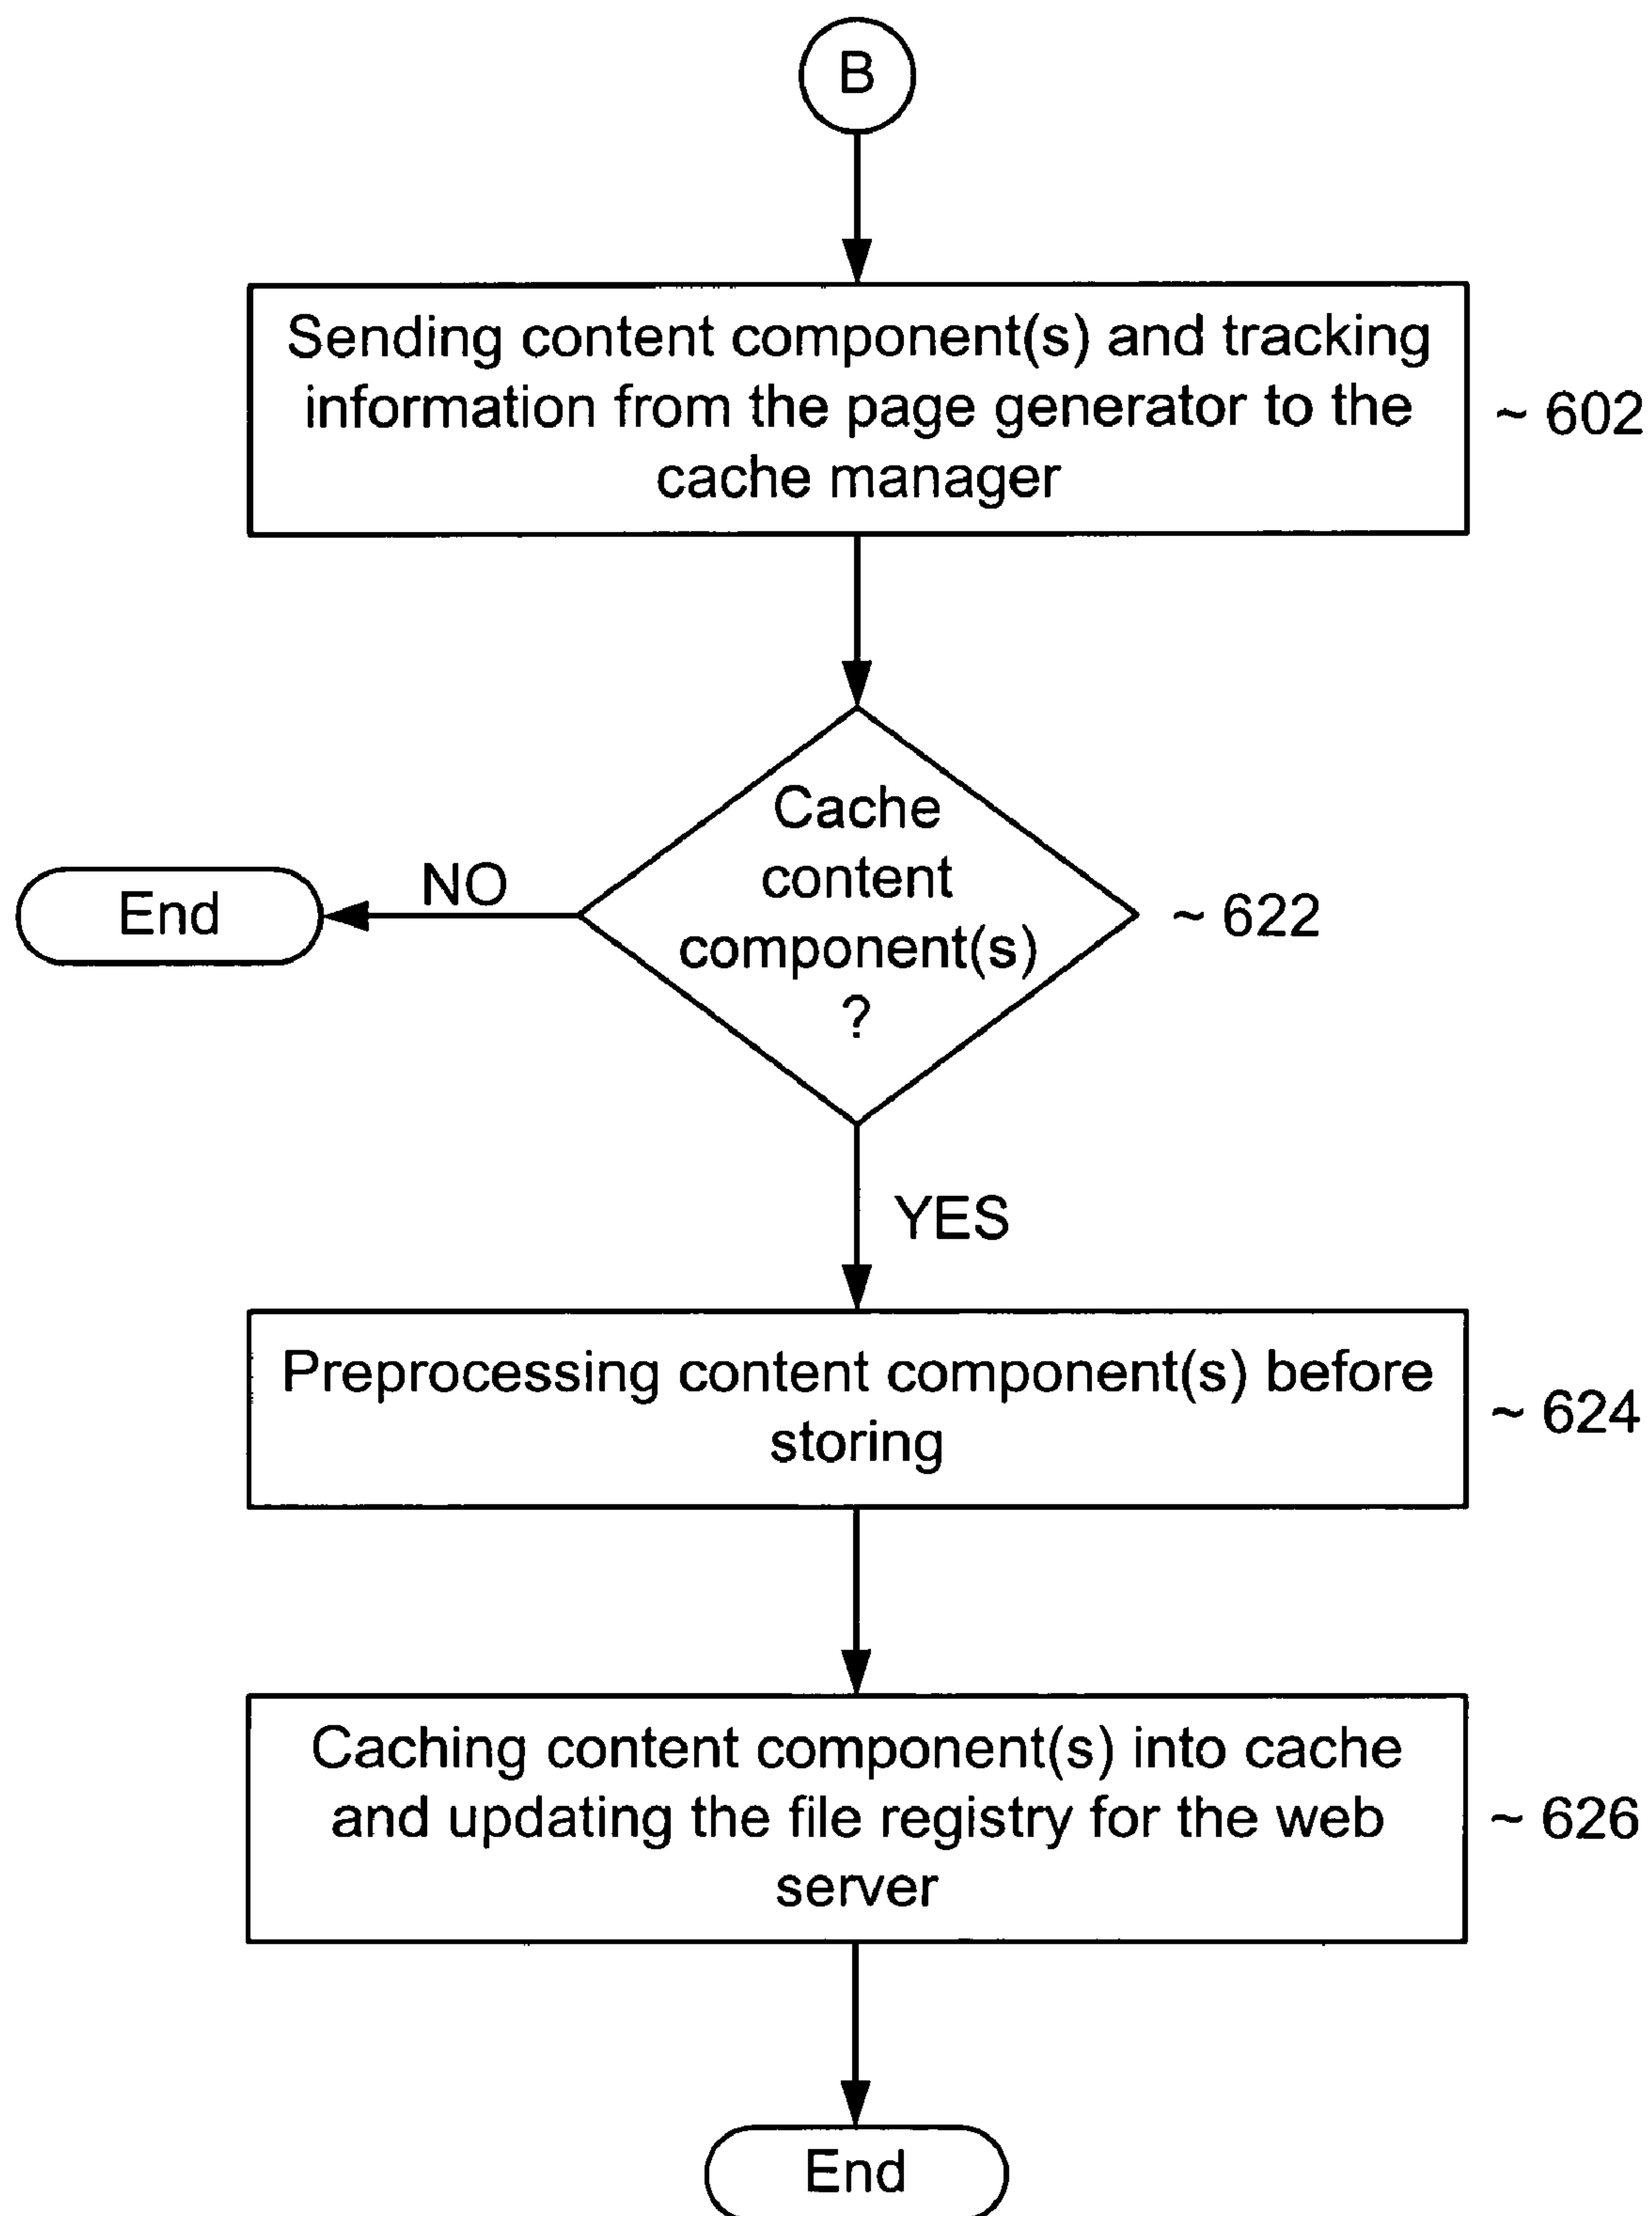 B
Sending content component(s) and tracking
information from the page generator to the
cache manager
~ 602
Cache
content
component(s)
?
~ 622
NO
End
YES
Preprocessing content component(s) before
storing
~ 624
Caching content component(s) into cache
and updating the file registry for the web
server
~ 626
End